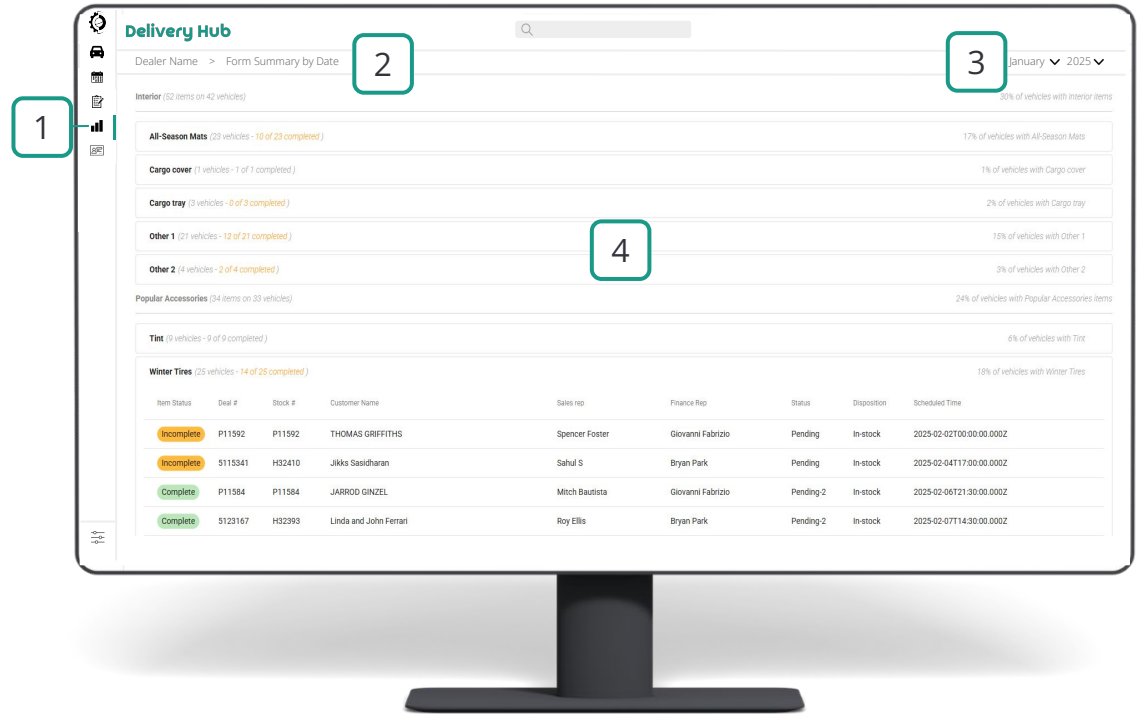 Delivery Hub
Dealer Name > Form Summary by Date
2
3
January 2025
1
Interior (52 items on 42 vehicles) 30% of vehicles with Interior items
All-Season Mats (23 vehicles - 10 of 23 completed ) 17% of vehicles with All-Season Mats
Cargo cover (1 vehicles - 1 of 1 completed ) 1% of vehicles with Cargo cover
Cargo tray (3 vehicles - 0 of 3 completed ) 2% of vehicles with Cargo tray
Other 1 (21 vehicles - 12 of 21 completed ) 15% of vehicles with Other 1
4
Other 2 (4 vehicles - 2 of 4 completed ) 3% of vehicles with Other 2
Popular Accessories (34 items on 33 vehicles) 24% of vehicles with Popular Accessories items
Tint (9 vehicles - 9 of 9 completed ) 6% of vehicles with Tint
Winter Tires (25 vehicles - 14 of 25 completed ) 18% of vehicles with Winter Tires
Item Status Deal # Stock # Customer Name Sales rep Finance Rep Status Disposition Scheduled Time
Incomplete P11592 P11592 THOMAS GRIFFITHS Spencer Foster Giovanni Fabrizio Pending In-stock 2025-02-02T00:00:00.000Z
Incomplete 5115341 H32410 Jikks Sasidharan Sahul S Bryan Park Pending In-stock 2025-02-04T17:00:00.000Z
Complete P11584 P11584 JARROD GINZEL Mitch Bautista Giovanni Fabrizio Pending-2 In-stock 2025-02-06T21:30:00.000Z
Complete 5123167 H32393 Linda and John Ferrari Roy Ellis Bryan Park Pending-2 In-stock 2025-02-07T14:30:00.000Z